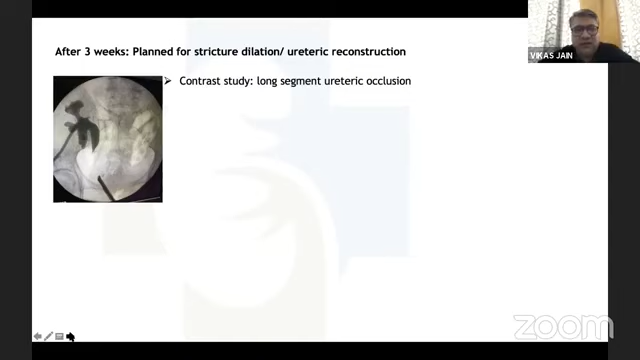 After 3 weeks: Planned for stricture dilation/ ureteric reconstruction
VIKAS JAIN
➤ Contrast study: long segment ureteric occlusion
zoom